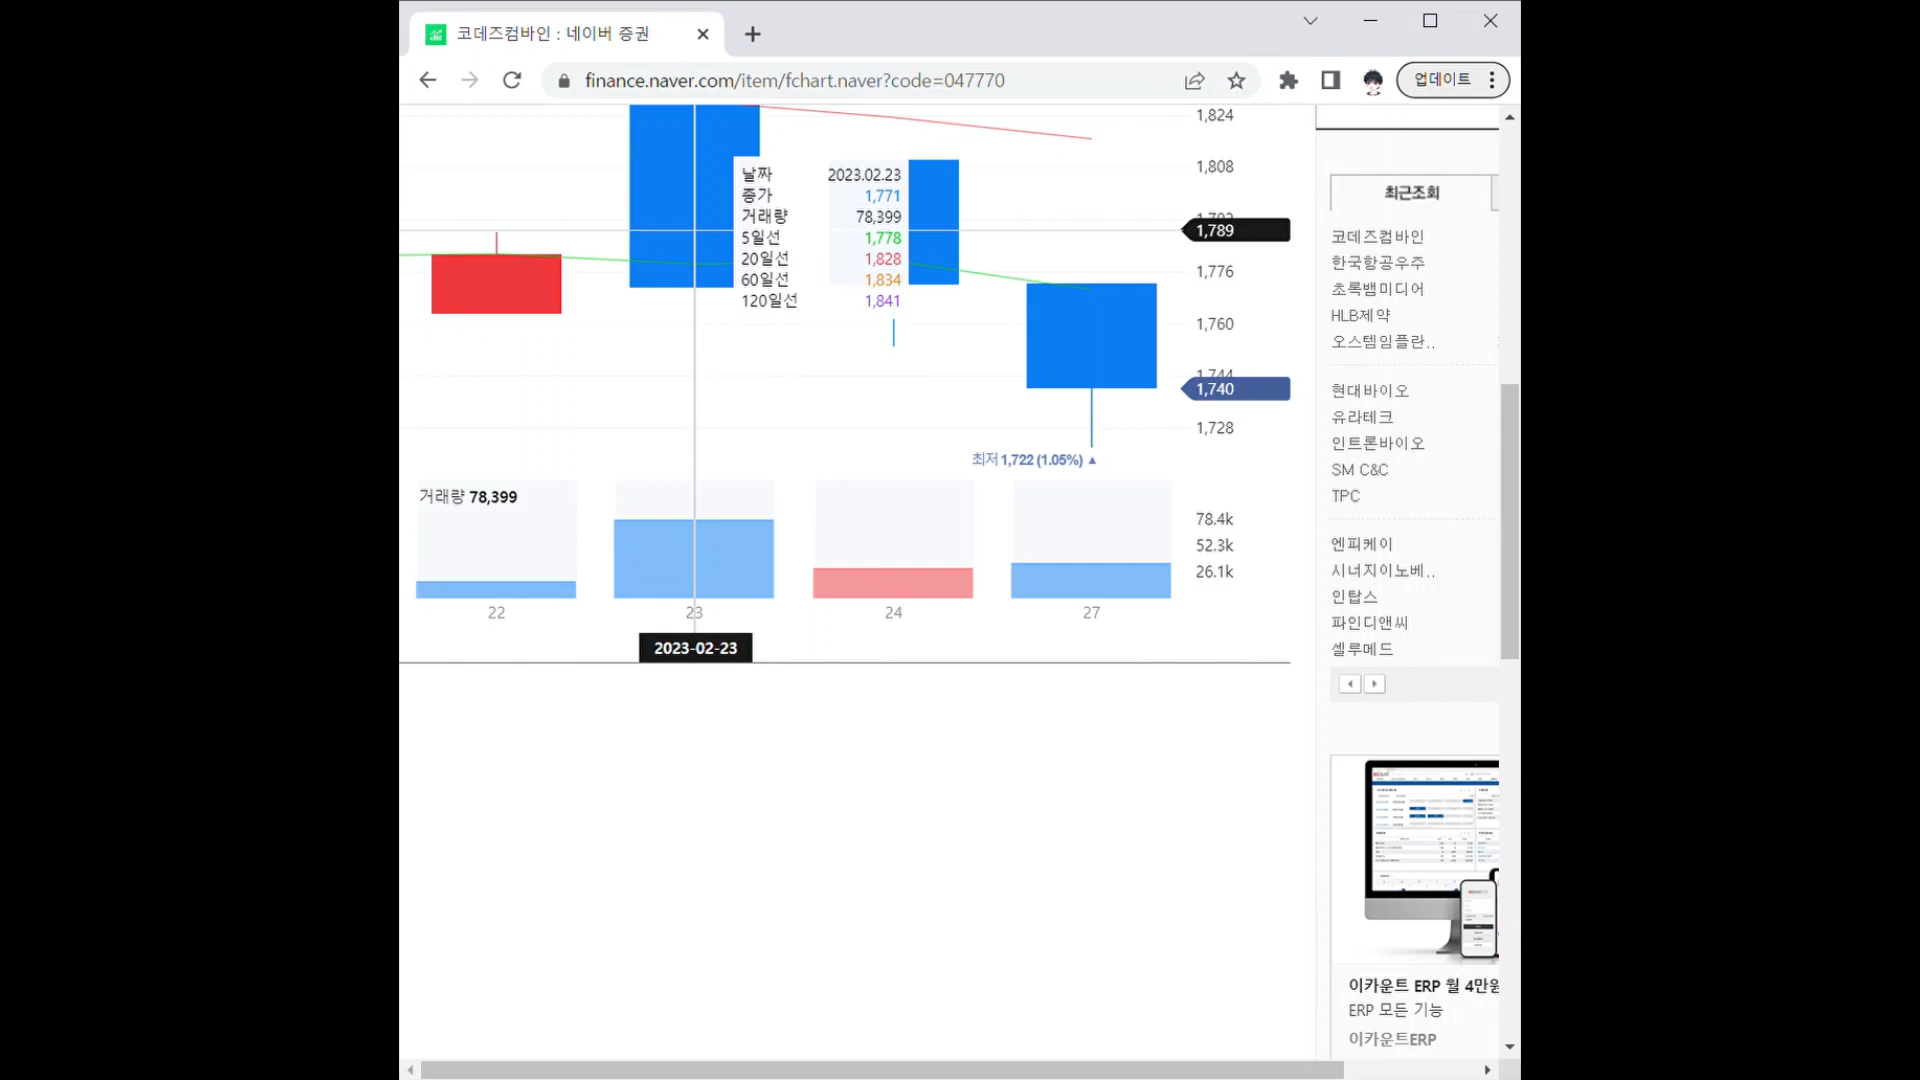 코데즈컴바인 : 네이버 증권
finance.naver.com/item/fchart.naver?code=047770
업데이트
1,824
1,808
1,792
1,789
1,776
1,760
1,744
1,740
1,728
날짜 2023.02.23
종가 1,771
거래량 78,399
5일선 1,778
20일선 1,828
60일선 1,834
120일선 1,841
최저 1,722 (1.05%) ▲
거래량 78,399
78.4k
52.3k
26.1k
22 23 24 27
2023-02-23
최근조회
코데즈컴바인
한국항공우주
초록뱀미디어
HLB제약
오스템임플란..
현대바이오
유라테크
인트론바이오
SM C&C
TPC
엔피케이
시너지이노베..
인탑스
파인디앤씨
셀루메드
이카운트 ERP 월 4만원
ERP 모든 기능
이카운트ERP